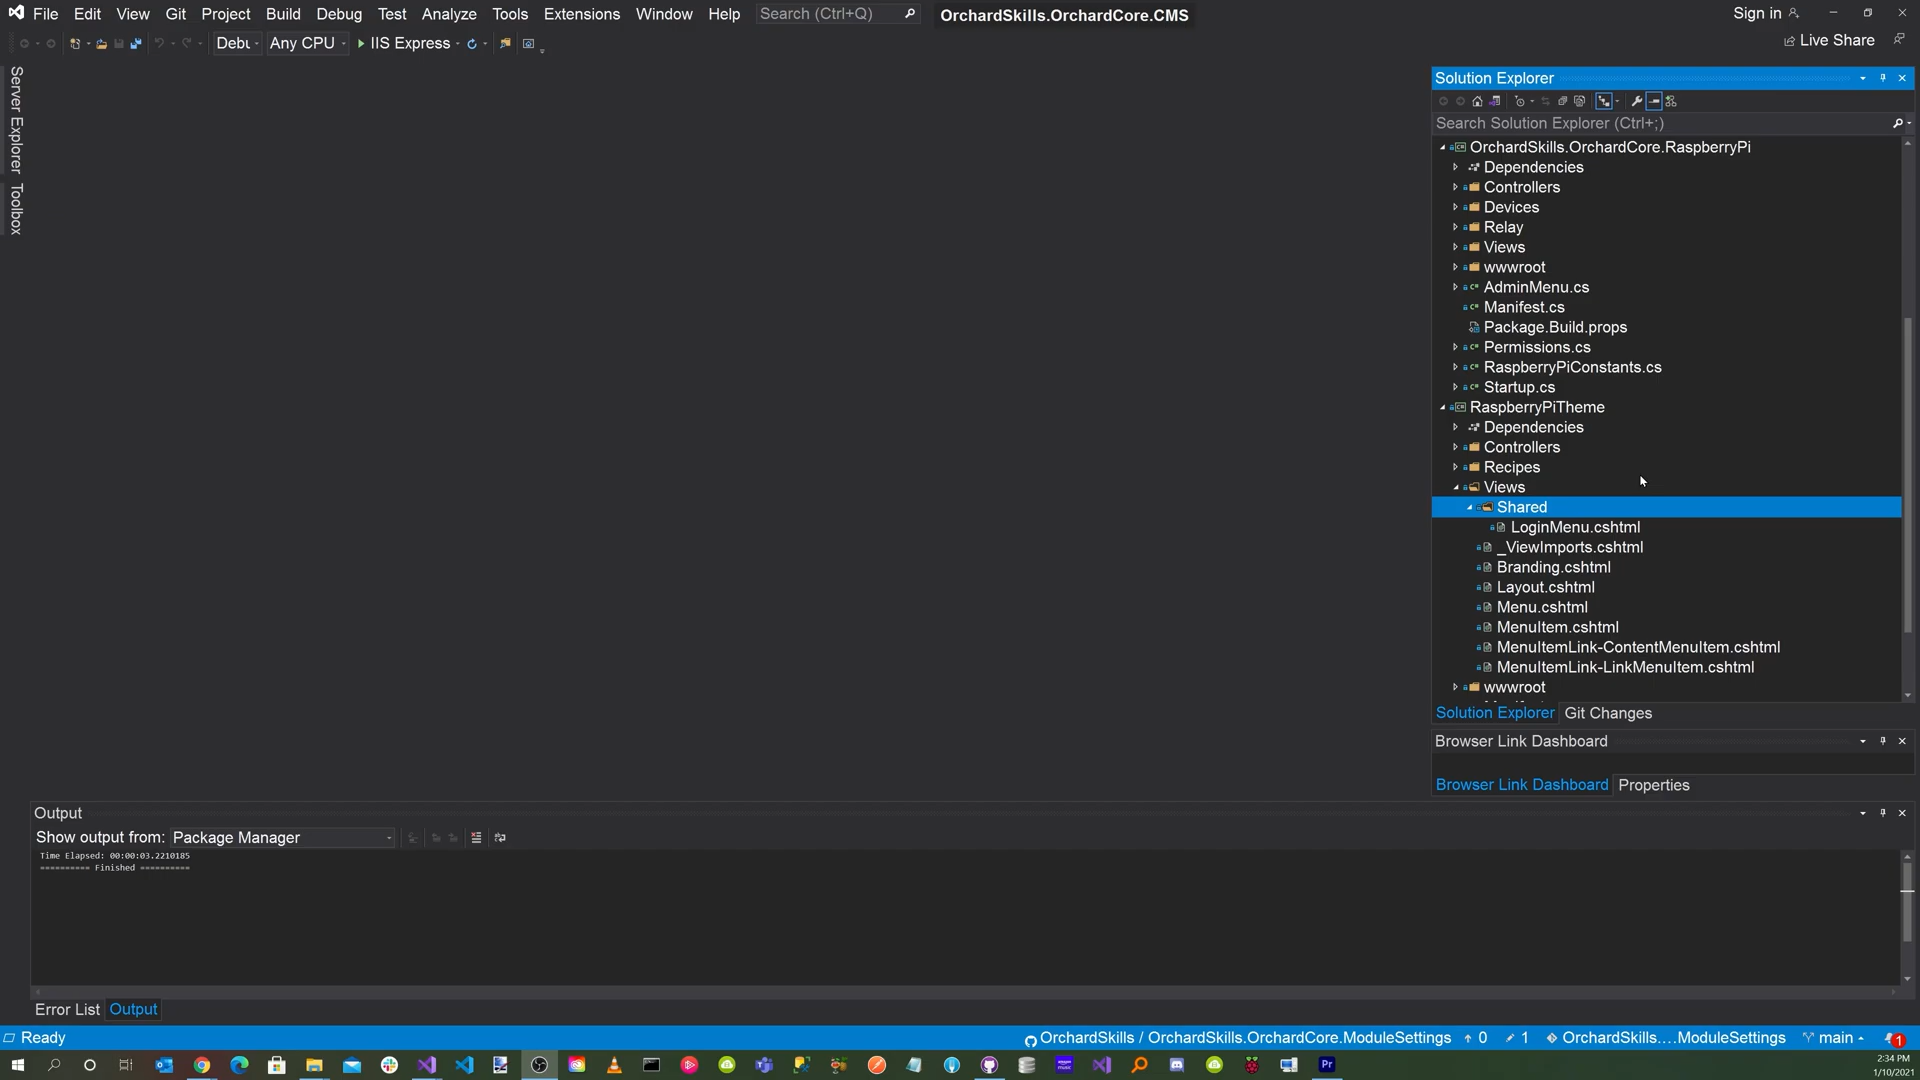 File Edit View Git Project Build Debug Test Analyze Tools Extensions Window Help Search (Ctrl+Q) OrchardSkills.OrchardCore.CMS Sign in
Debu Any CPU IIS Express Live Share
Server Explorer
Toolbox
Solution Explorer
Search Solution Explorer (Ctrl+;)
OrchardSkills.OrchardCore.RaspberryPi
Dependencies
Controllers
Devices
Relay
Views
wwwroot
AdminMenu.cs
Manifest.cs
Package.Build.props
Permissions.cs
RaspberryPiConstants.cs
Startup.cs
RaspberryPiTheme
Dependencies
Controllers
Recipes
Views
Shared
LoginMenu.cshtml
_ViewImports.cshtml
Branding.cshtml
Layout.cshtml
Menu.cshtml
MenuItem.cshtml
MenuItemLink-ContentMenuItem.cshtml
MenuItemLink-LinkMenuItem.cshtml
wwwroot
Solution Explorer Git Changes
Browser Link Dashboard
Browser Link Dashboard Properties
Output
Show output from: Package Manager
Time Elapsed: 00:00:03.2210185
========== Finished ==========
Error List Output
Ready OrchardSkills / OrchardSkills.OrchardCore.ModuleSettings 0 1 OrchardSkills....ModuleSettings main 1
Pr
2:34 PM
1/10/2021